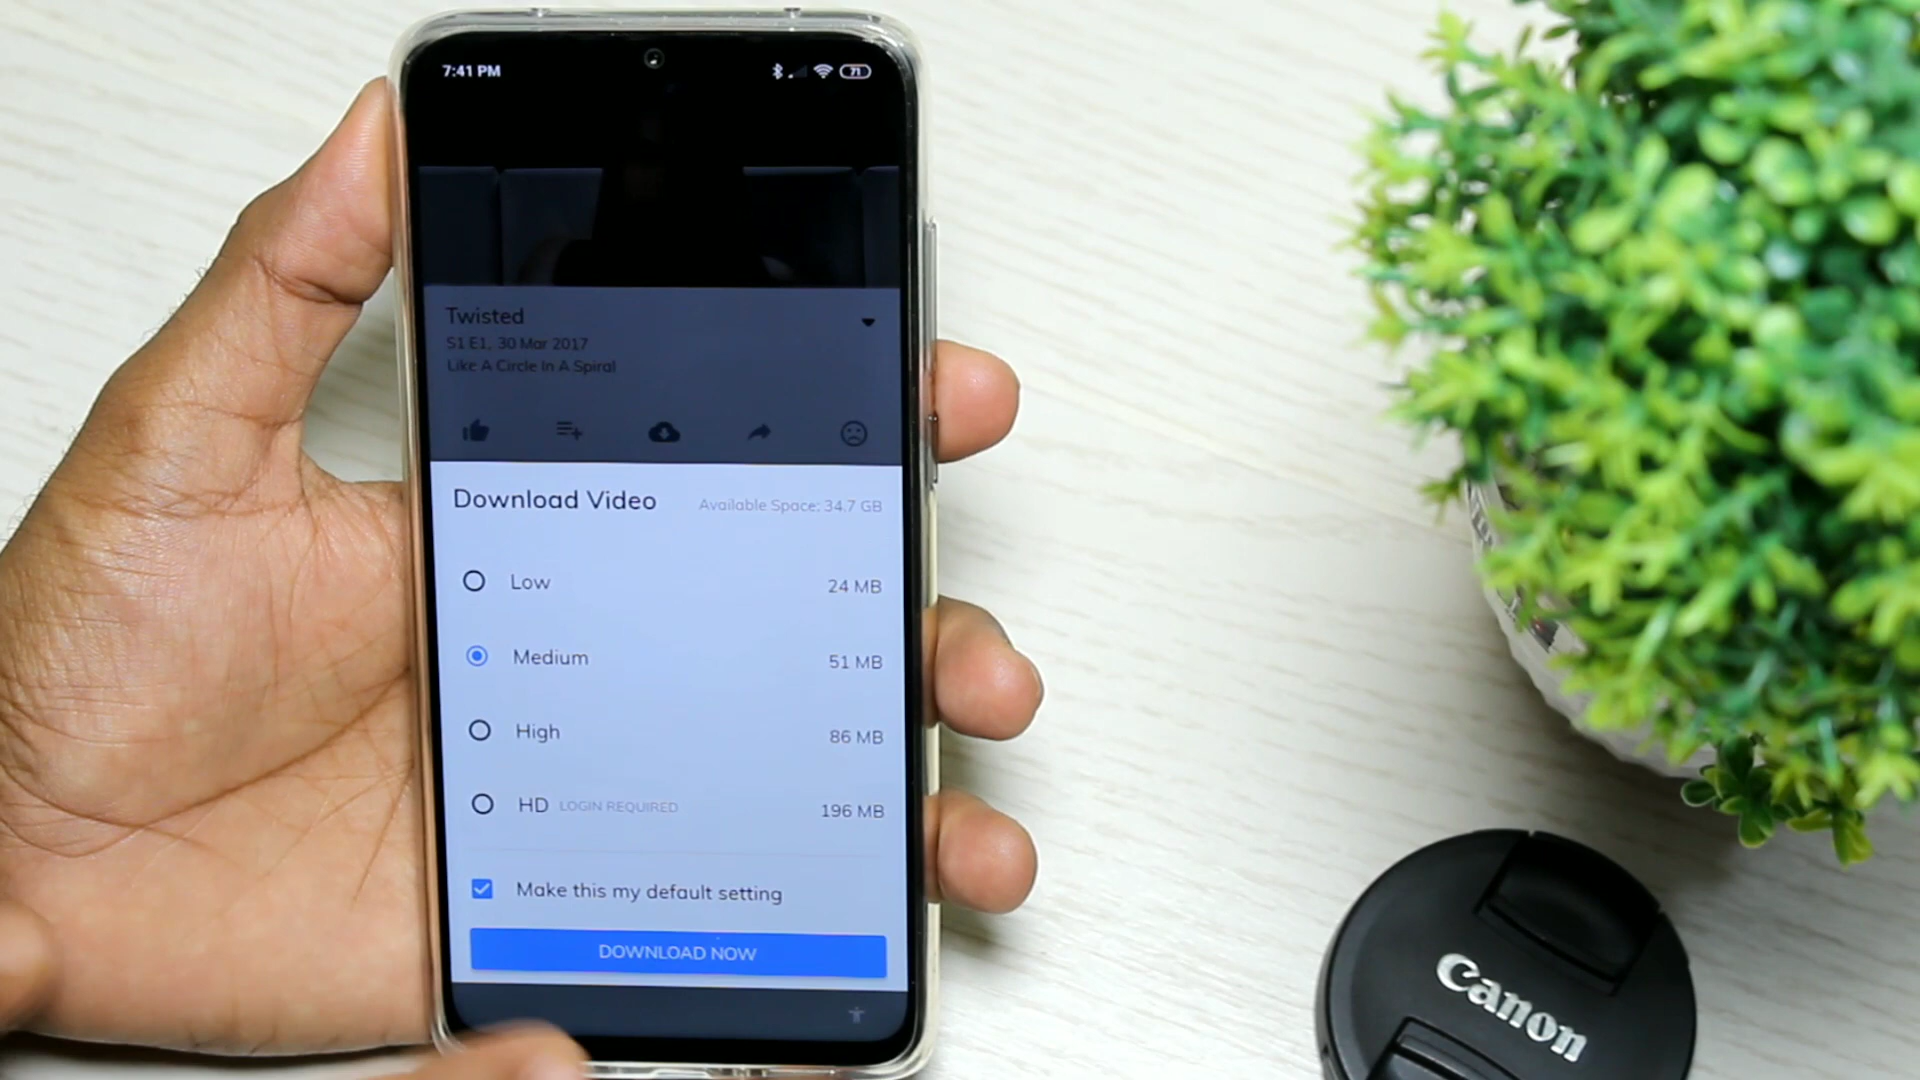 7:41 PM
71
Twisted
S1 E1, 30 Mar 2017
Like A Circle In A Spiral
Download Video
Available Space: 34.7 GB
Low
24 MB
Medium
51 MB
High
86 MB
HD LOGIN REQUIRED
196 MB
Make this my default setting
DOWNLOAD NOW
Canon